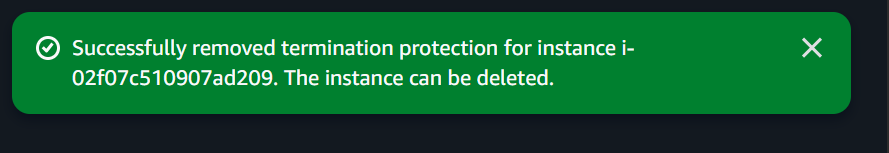 Successfully removed termination protection for instance i-
02f07c510907ad209. The instance can be deleted.